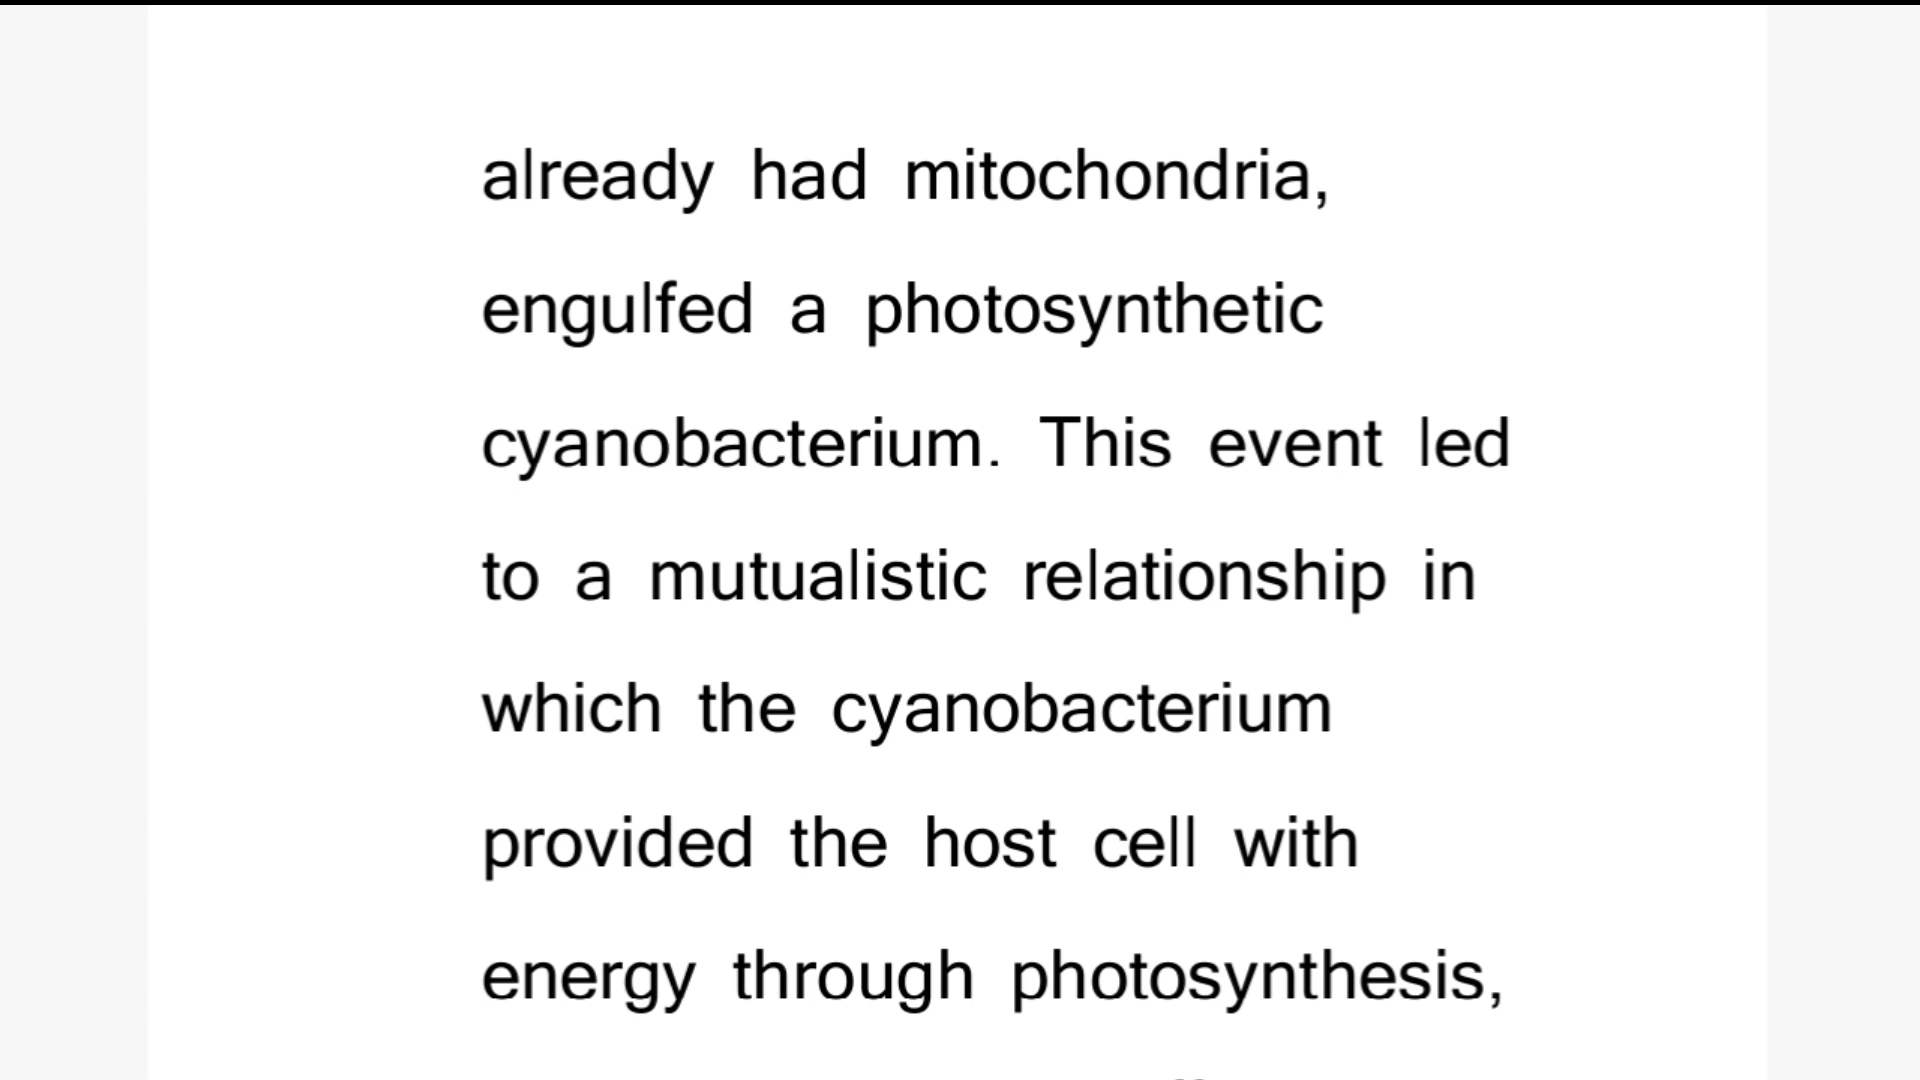 already had mitochondria,
engulfed a photosynthetic
cyanobacterium. This event led
to a mutualistic relationship in
which the cyanobacterium
provided the host cell with
energy through photosynthesis,